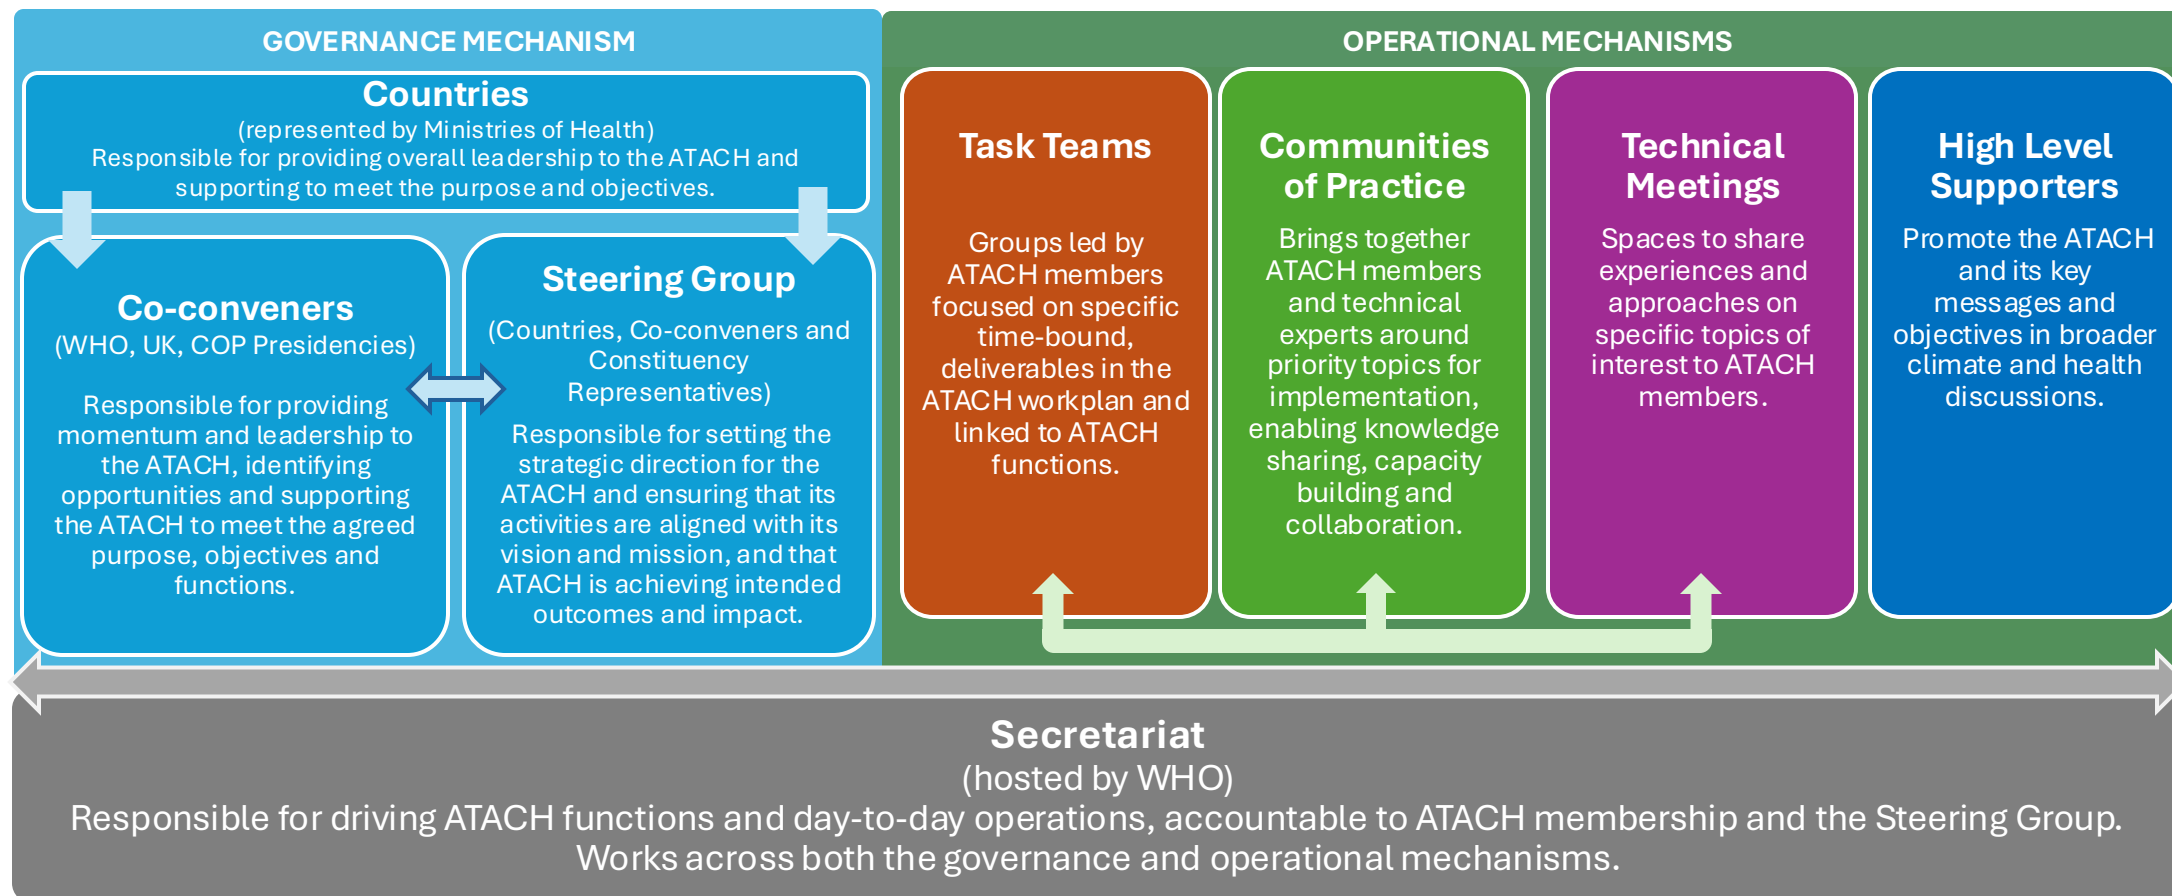 GOVERNANCE MECHANISM
Countries
(represented by Ministries of Health)
Responsible for providing overall leadership to the ATACH and
supporting to meet the purpose and objectives.
Co-conveners
(WHO, UK, COP Presidencies)
Responsible for providing
momentum and leadership to
the ATACH, identifying
opportunities and supporting
the ATACH to meet the agreed
purpose, objectives and
functions.
Steering Group
(Countries, Co-conveners and
Constituency
Representatives)
Responsible for setting the
strategic direction for the
ATACH and ensuring that its
activities are aligned with its
vision and mission, and that
ATACH is achieving intended
outcomes and impact.
OPERATIONAL MECHANISMS
Task Teams
Groups led by
ATACH members
focused on specific
time-bound,
deliverables in the
ATACH workplan and
linked to ATACH
functions.
Communities
of Practice
Brings together
ATACH members
and technical
experts around
priority topics for
implementation,
enabling knowledge
sharing, capacity
building and
collaboration.
Technical
Meetings
Spaces to share
experiences and
approaches on
specific topics of
interest to ATACH
members.
High Level
Supporters
Promote the ATACH
and its key
messages and
objectives in broader
climate and health
discussions.
Secretariat
(hosted by WHO)
Responsible for driving ATACH functions and day-to-day operations, accountable to ATACH membership and the Steering Group.
Works across both the governance and operational mechanisms.